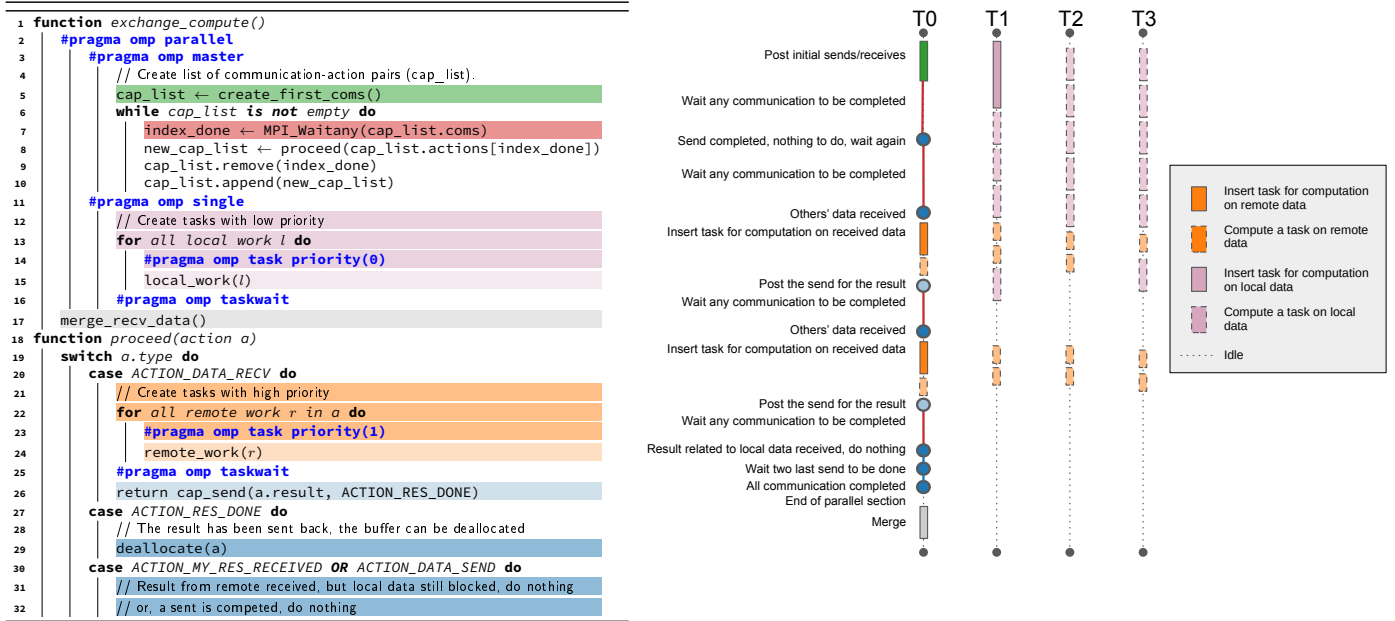 1 function exchange_compute()
2 #pragma omp parallel
3 #pragma omp master
4 // Create list of communication-action pairs (cap_list).
5 cap_list ← create_first_coms()
6 while cap_list is not empty do
7 index_done ← MPI_Waitany(cap_list.coms)
8 new_cap_list ← proceed(cap_list.actions[index_done])
9 cap_list.remove(index_done)
10 cap_list.append(new_cap_list)
11 #pragma omp single
12 // Create tasks with low priority
13 for all local work l do
14 #pragma omp task priority(0)
15 local_work(l)
16 #pragma omp taskwait
17 merge_recv_data()
18 function proceed(action a)
19 switch a.type do
20 case ACTION_DATA_RECV do
21 // Create tasks with high priority
22 for all remote work r in a do
23 #pragma omp task priority(1)
24 remote_work(r)
25 #pragma omp taskwait
26 return cap_send(a.result, ACTION_RES_DONE)
27 case ACTION_RES_DONE do
28 // The result has been sent back, the buffer can be deallocated
29 deallocate(a)
30 case ACTION_MY_RES_RECEIVED OR ACTION_DATA_SEND do
31 // Result from remote received, but local data still blocked, do nothing
32 // or, a sent is competed, do nothing
T0 T1 T2 T3
Post initial sends/receives
Wait any communication to be completed
Send completed, nothing to do, wait again
Wait any communication to be completed
Others' data received
Insert task for computation on received data
Post the send for the result
Wait any communication to be completed
Others' data received
Insert task for computation on received data
Post the send for the result
Wait any communication to be completed
Result related to local data received, do nothing
Wait two last send to be done
All communication completed
End of parallel section
Merge
Insert task for computation
on remote data
Compute a task on remote
data
Insert task for computation
on local data
Compute a task on local
data
Idle